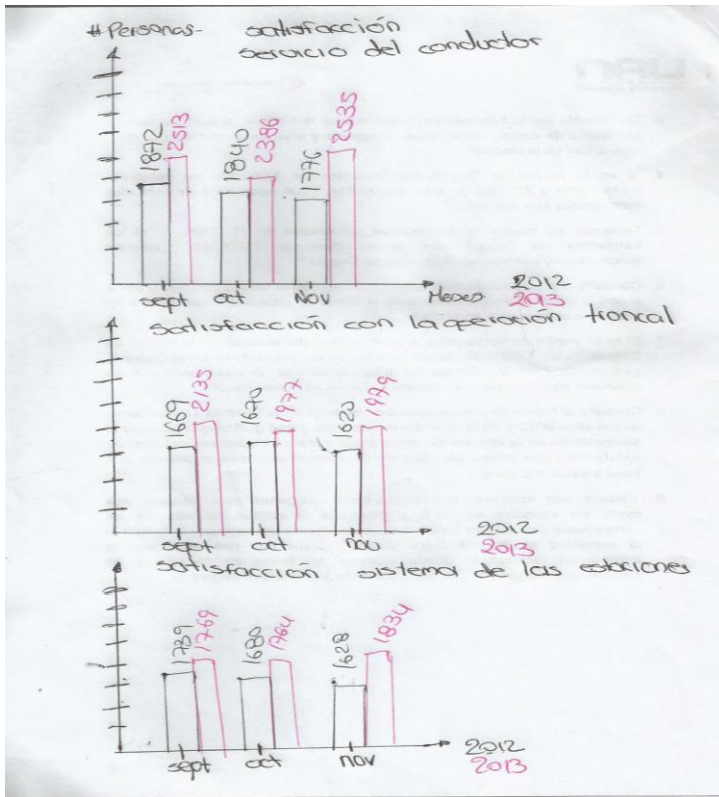 # Personas- satisfacción
servicio del conductor
1872 2513 1840 2386 1776 2535
sept oct Nov Meses 2012
2013
satisfacción con la operación troncal
1669 2135 1670 1977 1620 1979
sept oct nov 2012
2013
satisfacción sistema de las estaciones
1739 1769 1680 1764 1628 1834
sept oct nov 2012
2013